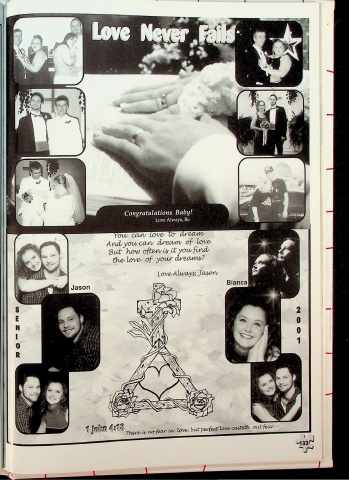 Love Never Fails
Congratulations Baby!
Love Always, Bo
You can love to dream
And you can dream of love
But how often is it you find
the love of your dreams?
Love Always, Jason
Jason
Bianca
SENIOR
2001
1 John 4:18
There is no fear in love; but perfect love casteth out fear.